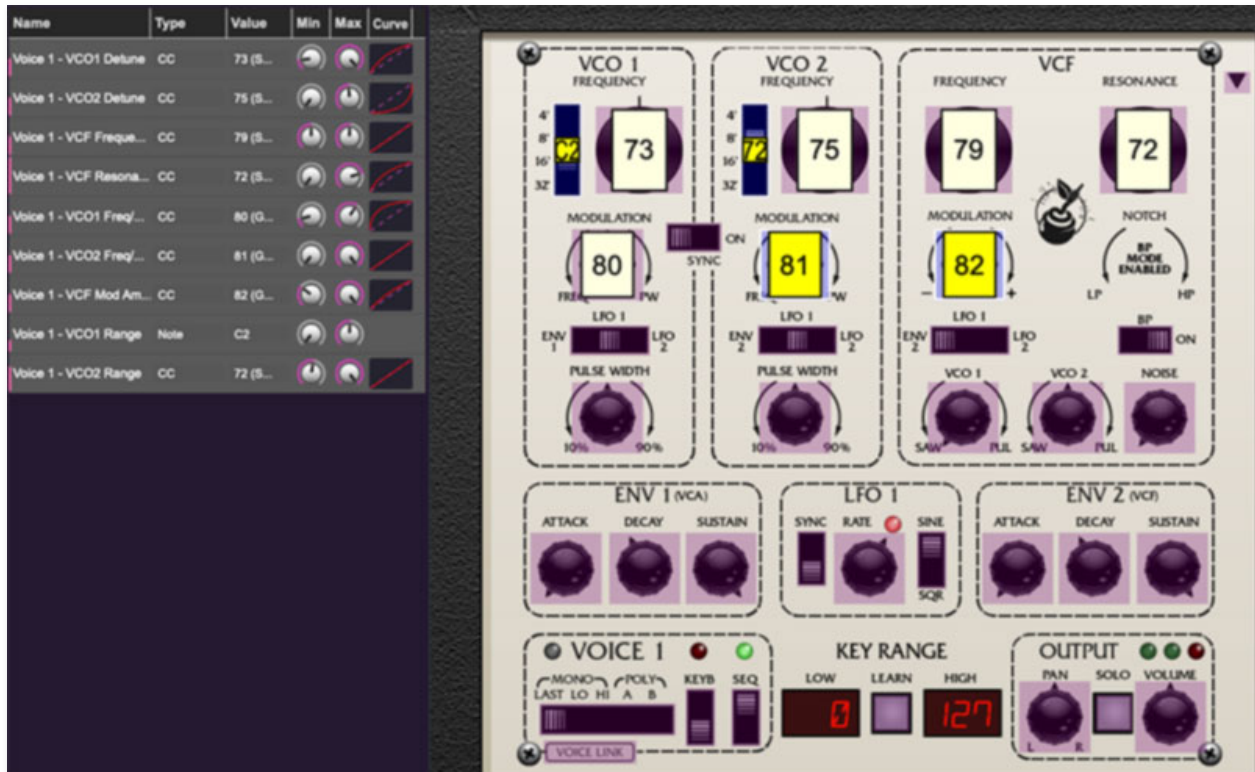 Name Type Value Min Max Curve
Voice 1 - VCO1 Detune CC 73 (S...
Voice 1 - VCO2 Detune CC 75 (S...
Voice 1 - VCF Freque... CC 79 (S...
Voice 1 - VCF Resona... CC 72 (S...
Voice 1 - VCO1 Freq/... CC 80 (G...
Voice 1 - VCO2 Freq/... CC 81 (G...
Voice 1 - VCF Mod Am... CC 82 (G...
Voice 1 - VCO1 Range Note C2
Voice 1 - VCO2 Range CC 72 (S...
VCO 1
FREQUENCY
4'
8'
16'
32'
C2
73
MODULATION
80
FREQ PW
LFO 1
ENV 1
LFO 2
PULSE WIDTH
10% 90%
ON
SYNC
VCO 2
FREQUENCY
4'
8'
16'
32'
72
75
MODULATION
81
LFO 1
ENV 2
LFO 2
PULSE WIDTH
10% 90%
VCF
FREQUENCY RESONANCE
79 72
MODULATION NOTCH
82
- +
BP
MODE
ENABLED
LP HP
LFO 1
ENV 2
LFO 2
BP
ON
VCO 1 VCO 2 NOISE
SAW PUL SAW PUL
ENV 1 (VCA)
ATTACK DECAY SUSTAIN
LFO 1
SYNC RATE SINE
SQR
ENV 2 (VCF)
ATTACK DECAY SUSTAIN
VOICE 1
MONO POLY KEYB SEQ
LAST LO HI A B
VOICE LINK
KEY RANGE
LOW LEARN HIGH
0 127
OUTPUT
PAN SOLO VOLUME
L R